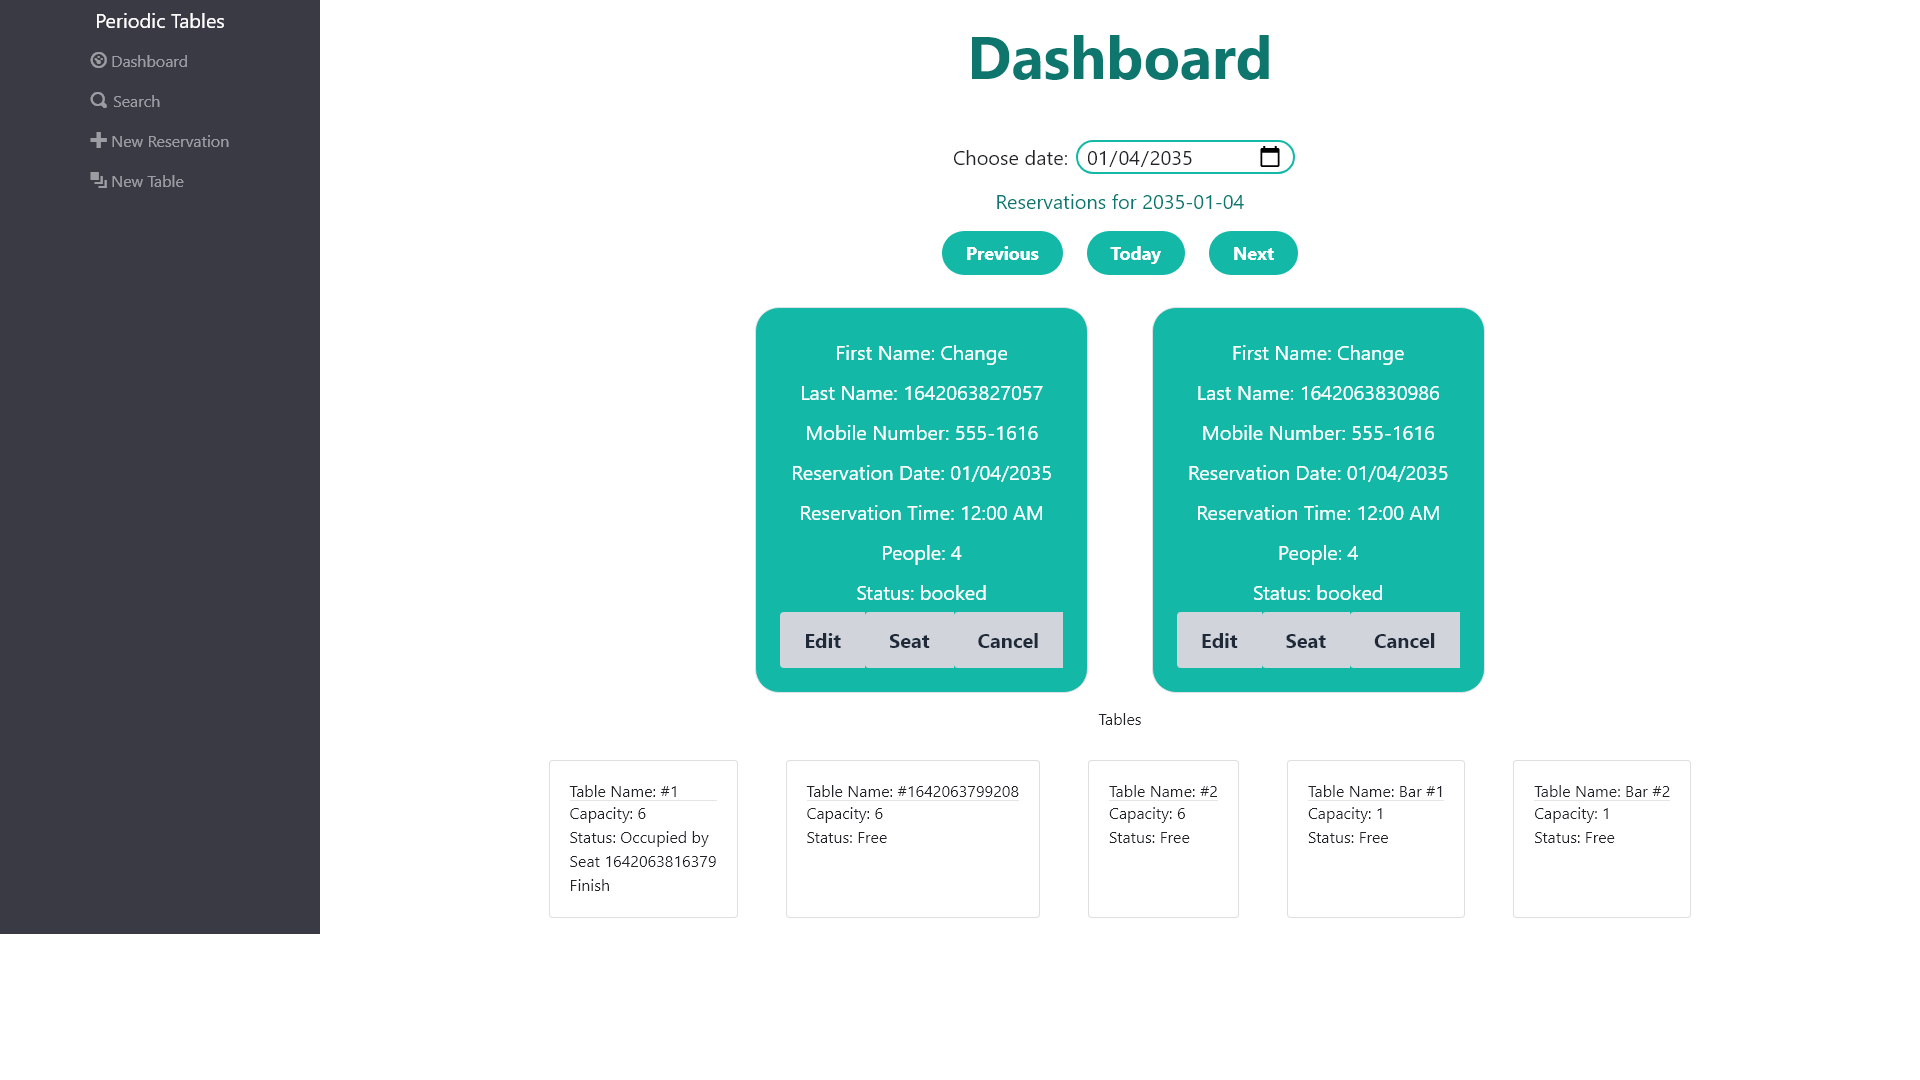 Periodic Tables
Dashboard
Search
New Reservation
New Table
Dashboard
Choose date: 01/04/2035
Reservations for 2035-01-04
Previous Today Next
First Name: Change
Last Name: 1642063827057
Mobile Number: 555-1616
Reservation Date: 01/04/2035
Reservation Time: 12:00 AM
People: 4
Status: booked
Edit Seat Cancel
First Name: Change
Last Name: 1642063830986
Mobile Number: 555-1616
Reservation Date: 01/04/2035
Reservation Time: 12:00 AM
People: 4
Status: booked
Edit Seat Cancel
Tables
Table Name: #1
Capacity: 6
Status: Occupied by
Seat 1642063816379
Finish
Table Name: #1642063799208
Capacity: 6
Status: Free
Table Name: #2
Capacity: 6
Status: Free
Table Name: Bar #1
Capacity: 1
Status: Free
Table Name: Bar #2
Capacity: 1
Status: Free